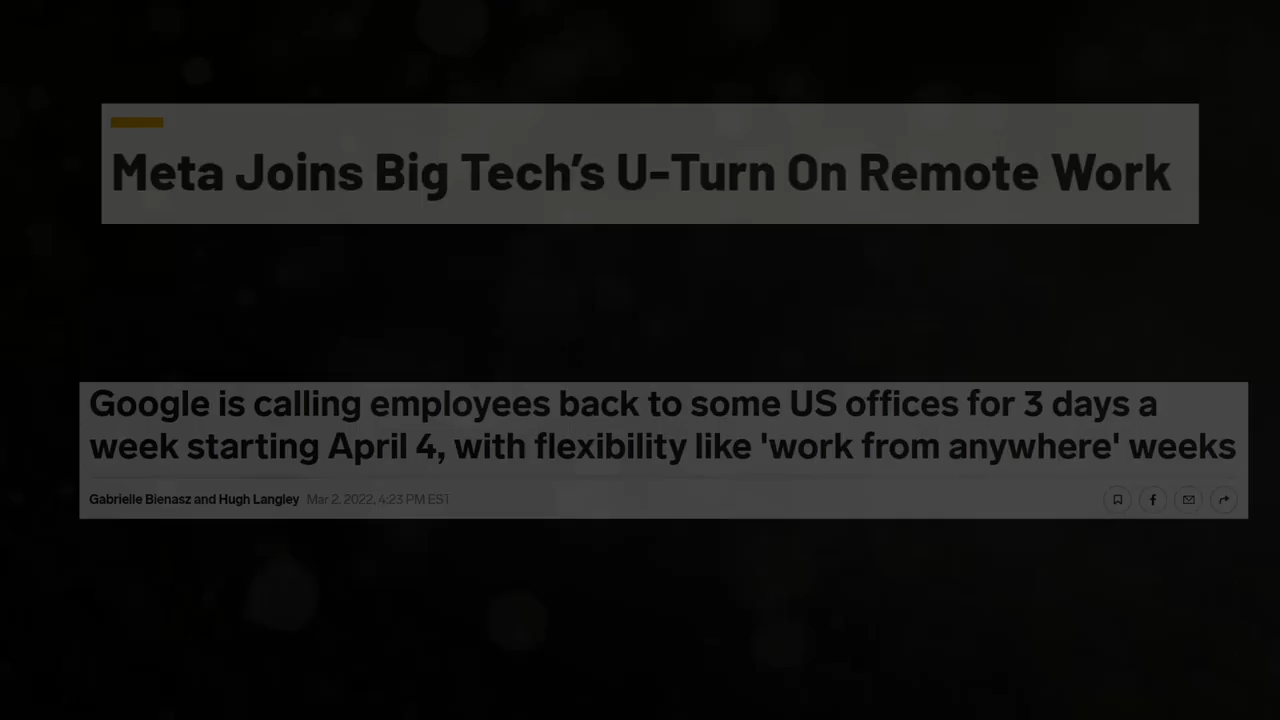 Meta Joins Big Tech’s U-Turn On Remote Work
Google is calling employees back to some US offices for 3 days a
week starting April 4, with flexibility like 'work from anywhere' weeks
Gabrielle Bienasz and Hugh Langley Mar 2, 2022, 4:23 PM EST